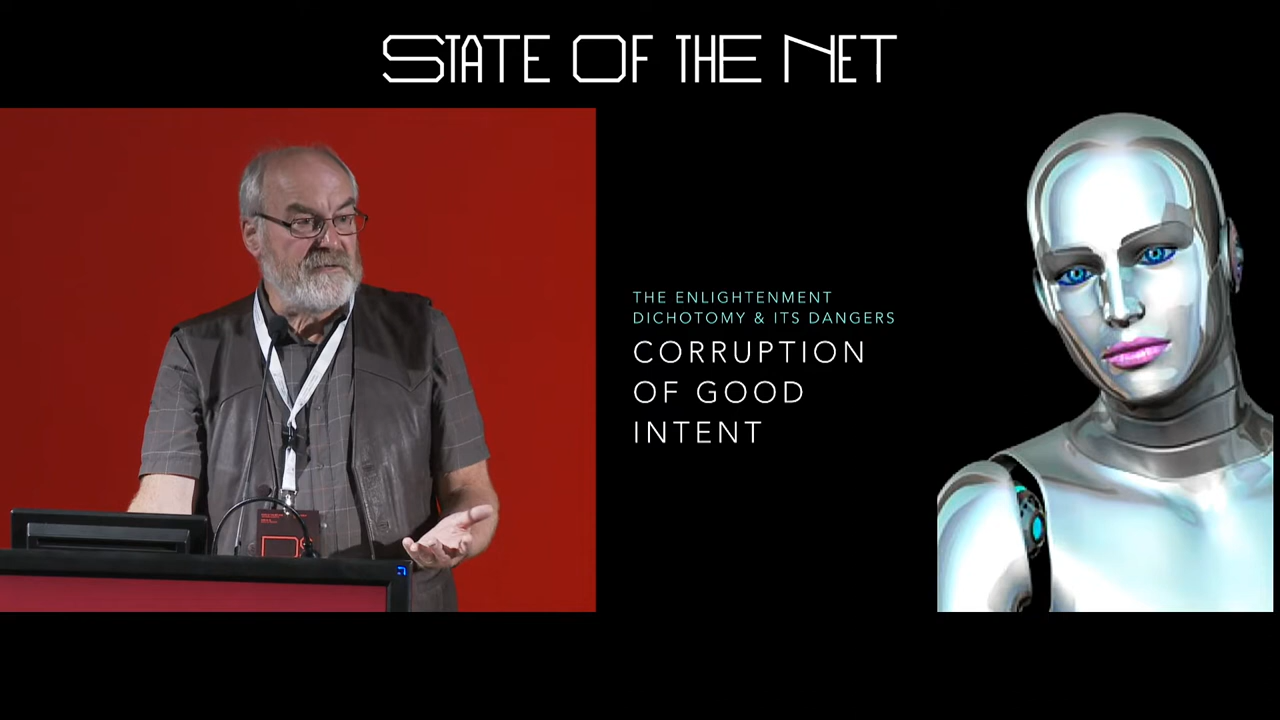 STATE OF THE NET
THE ENLIGHTENMENT
DICHOTOMY & ITS DANGERS
CORRUPTION
OF GOOD
INTENT